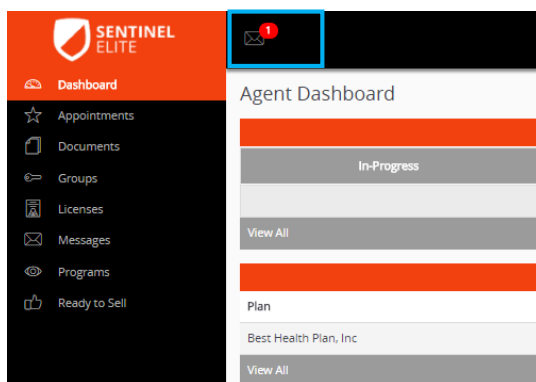 SENTINEL
ELITE
1
Dashboard
Appointments
Documents
Groups
Licenses
Messages
Programs
Ready to Sell
Agent Dashboard
In-Progress
View All
Plan
Best Health Plan, Inc
View All